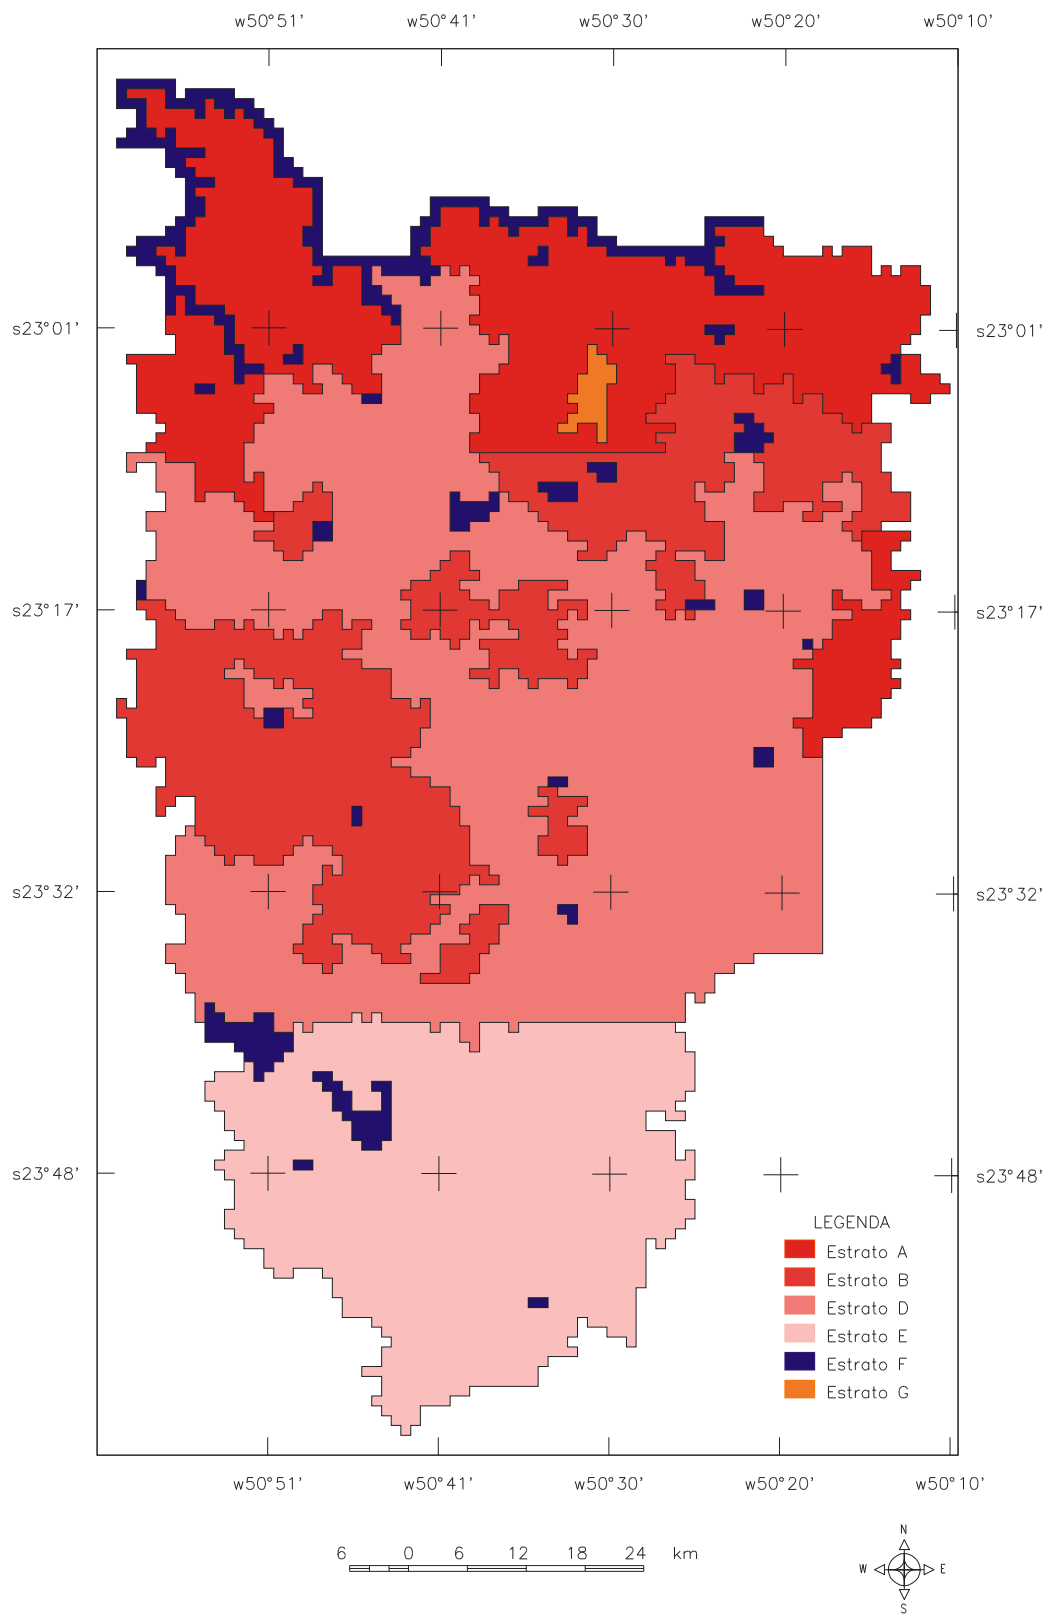 w50°51' w50°41' w50°30' w50°20' w50°10'
s23°01' s23°01'
s23°17' s23°17'
s23°32' s23°32'
s23°48' s23°48'
LEGENDA
Estrato A
Estrato B
Estrato D
Estrato E
Estrato F
Estrato G
w50°51' w50°41' w50°30' w50°20' w50°10'
6 0 6 12 18 24 km
N
W E
S